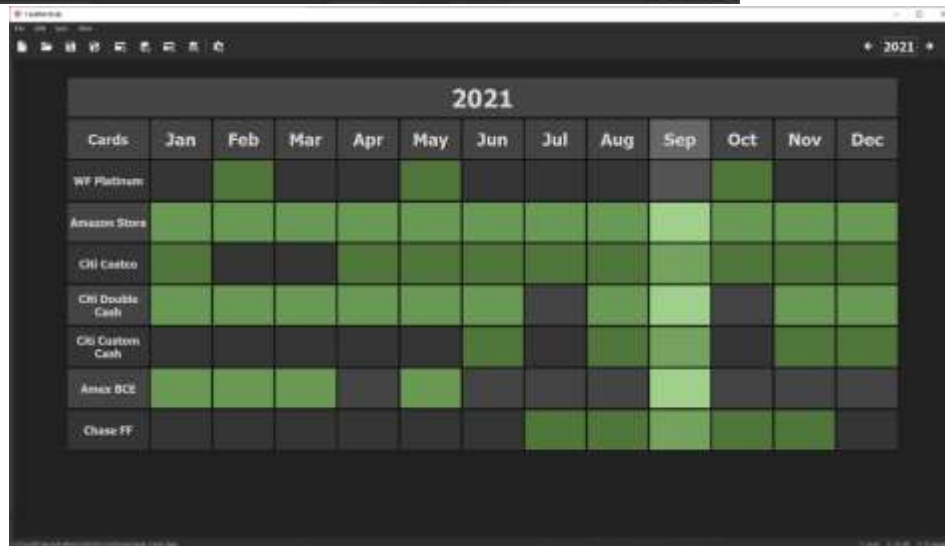 2021
2021
Cards Jan Feb Mar Apr May Jun Jul Aug Sep Oct Nov Dec
WF Platinum
Amazon Store
Citi Costco
Citi Double
Cash
Citi Custom
Cash
Amex BCE
Chase FF